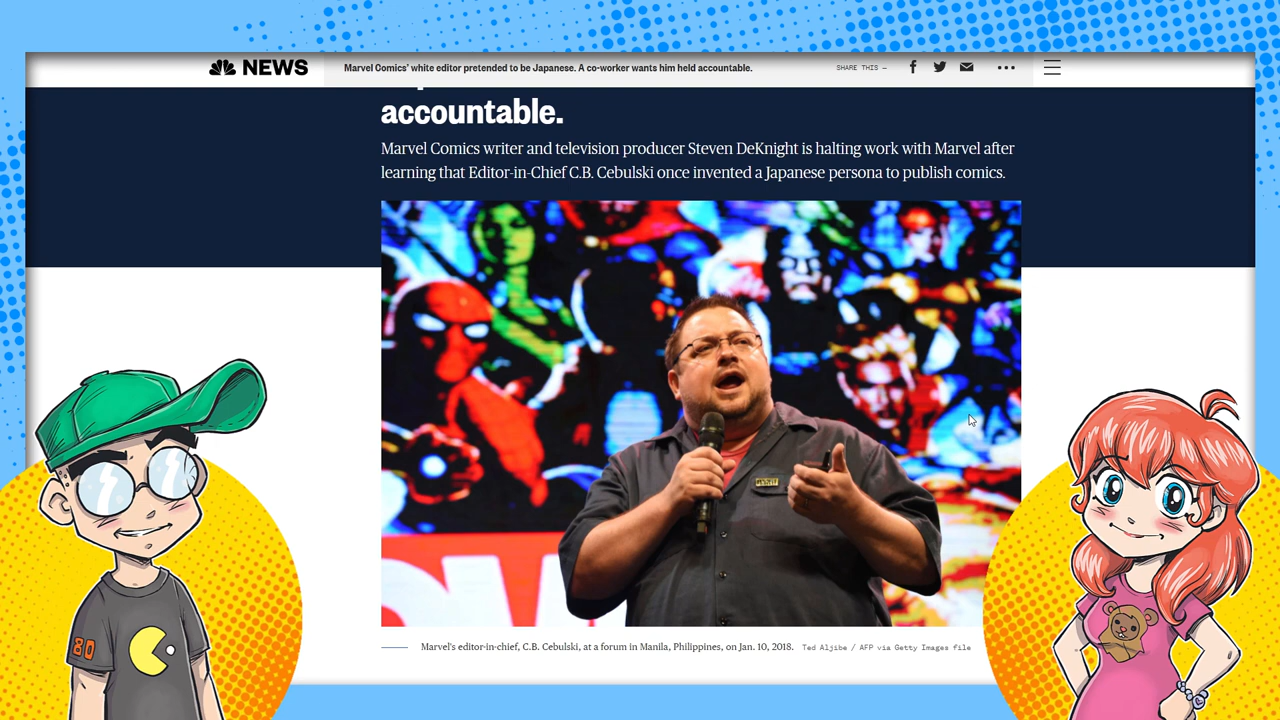 NEWS
Marvel Comics' white editor pretended to be Japanese. A co-worker wants him held accountable.
SHARE THIS —
accountable.
Marvel Comics writer and television producer Steven DeKnight is halting work with Marvel after
learning that Editor-in-Chief C.B. Cebulski once invented a Japanese persona to publish comics.
Marvel's editor-in-chief, C.B. Cebulski, at a forum in Manila, Philippines, on Jan. 10, 2018. Ted Aljibe / AFP via Getty Images file
80